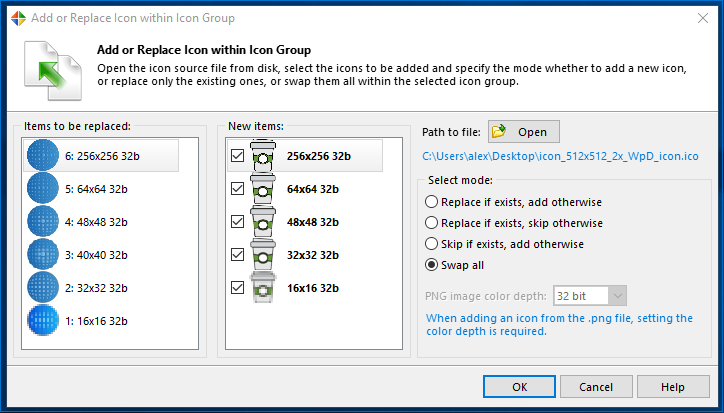 Add or Replace Icon within Icon Group
Add or Replace Icon within Icon Group
Open the icon source file from disk, select the icons to be added and specify the mode whether to add a new icon,
or replace only the existing ones, or swap them all within the selected icon group.
Items to be replaced:
6: 256x256 32b
5: 64x64 32b
4: 48x48 32b
3: 40x40 32b
2: 32x32 32b
1: 16x16 32b
New items:
256x256 32b
64x64 32b
48x48 32b
32x32 32b
16x16 32b
Path to file:
Open
C:\Users\alex\Desktop\icon_512x512_2x_WpD_icon.ico
Select mode:
Replace if exists, add otherwise
Replace if exists, skip otherwise
Skip if exists, add otherwise
Swap all
PNG image color depth:
32 bit
When adding an icon from the .png file, setting the
color depth is required.
OK
Cancel
Help